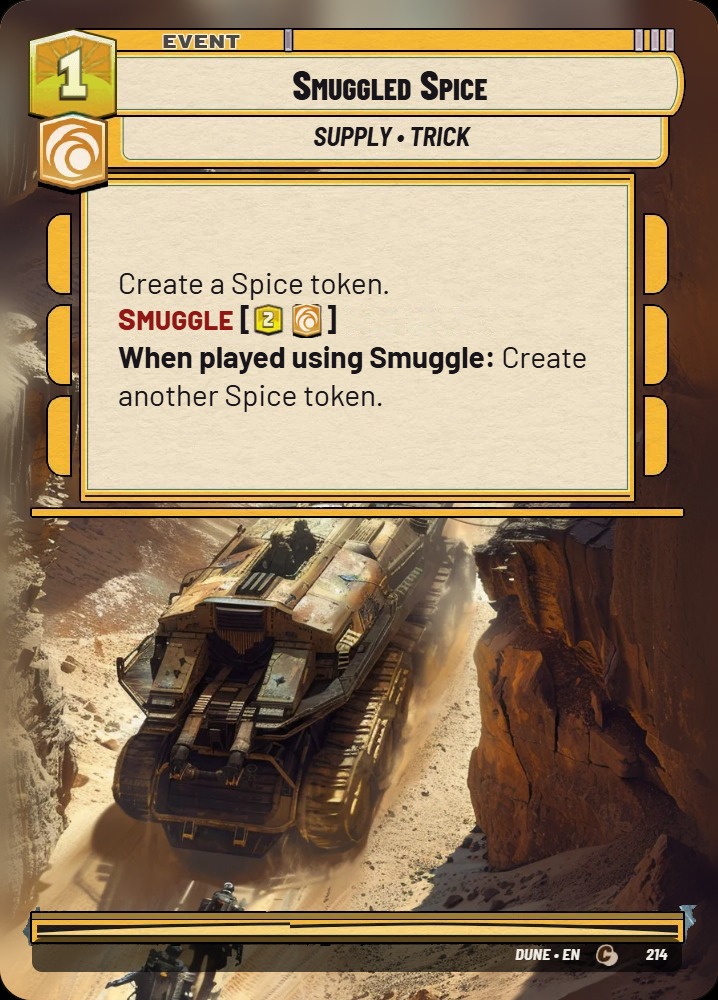 EVENT
1
SMUGGLED SPICE
SUPPLY • TRICK
Create a Spice token.
SMUGGLE [2]
When played using Smuggle: Create
another Spice token.
DUNE • EN C 214